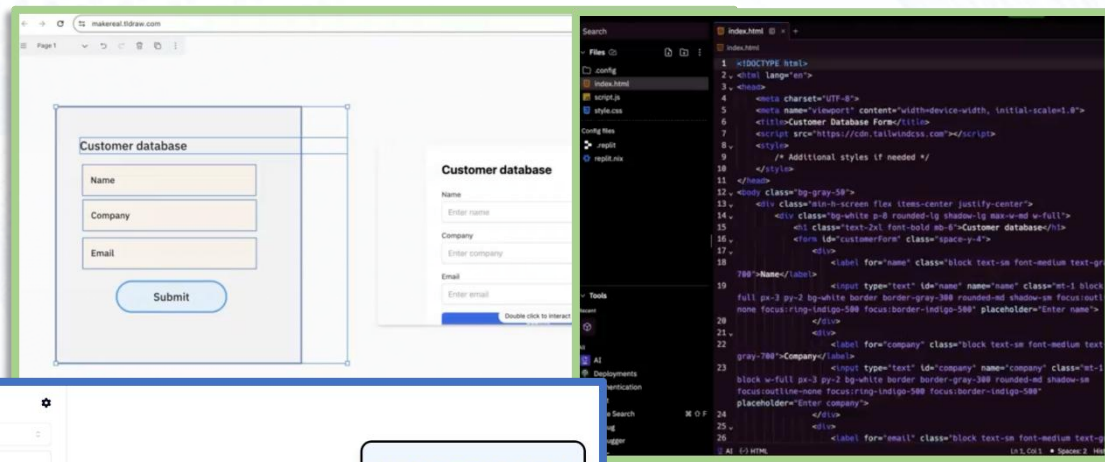 makereal.tldraw.com
Page 1
Customer database
Name
Company
Email
Submit
Customer database
Name
Enter name
Company
Enter company
Email
Enter email
Double click to interact
Search
Files
.config
index.html
script.js
style.css
Config files
.replit
replit.nix
Tools
Recent
AI
Deployments
index.html
index.html
1 <!DOCTYPE html>
2 <html lang="en">
3 <head>
4 <meta charset="UTF-8">
5 <meta name="viewport" content="width=device-width, initial-scale=1.0">
6 <title>Customer Database Form</title>
7 <script src="https://cdn.tailwindcss.com"></script>
8 <style>
9 /* Additional styles if needed */
10 </style>
11 </head>
12 <body class="bg-gray-50">
13 <div class="min-h-screen flex items-center justify-center">
14 <div class="bg-white p-8 rounded-lg shadow-lg max-w-md w-full">
15 <h1 class="text-2xl font-bold mb-6">Customer database</h1>
16 <form id="customerForm" class="space-y-4">
17 <div>
18 <label for="name" class="block text-sm font-medium text-gr
700">Name</label>
19 <input type="text" id="name" name="name" class="mt-1 block
full px-3 py-2 bg-white border border-gray-300 rounded-md shadow-sm focus:outl
none focus:ring-indigo-500 focus:border-indigo-500" placeholder="Enter name">
20 </div>
21 <div>
22 <label for="company" class="block text-sm font-medium text
gray-700">Company</label>
23 <input type="text" id="company" name="company" class="mt-1
block w-full px-3 py-2 bg-white border border-gray-300 rounded-md shadow-sm
focus:outline-none focus:ring-indigo-500 focus:border-indigo-500"
placeholder="Enter company">
24 </div>
25 <div>
26 <label for="email" class="block text-sm font-medium text-gr
AI {-} HTML
Ln 1, Col 1 Spaces: 2 Hist